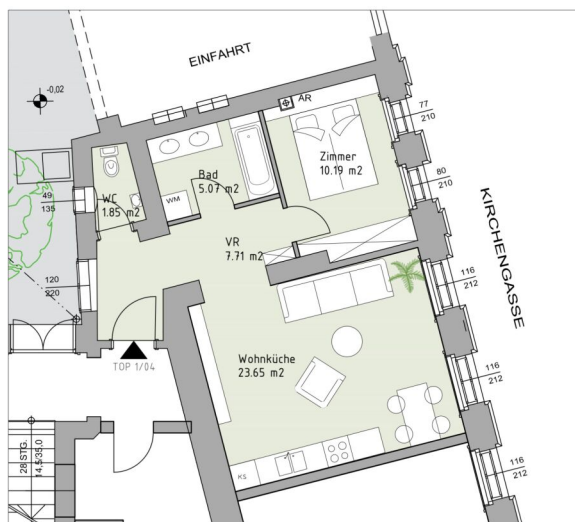 EINFAHRT
-0,02
AR
77
210
Zimmer
10.19 m2
Bad
5.07 m2
80
210
49
135
WC
1.85 m2
WM
KIRCHENGASSE
VR
7.71 m2
120
220
116
212
TOP 1/04
Wohnküche
23.65 m2
116
212
28 STG.
14,5/35,0
KS
116
212